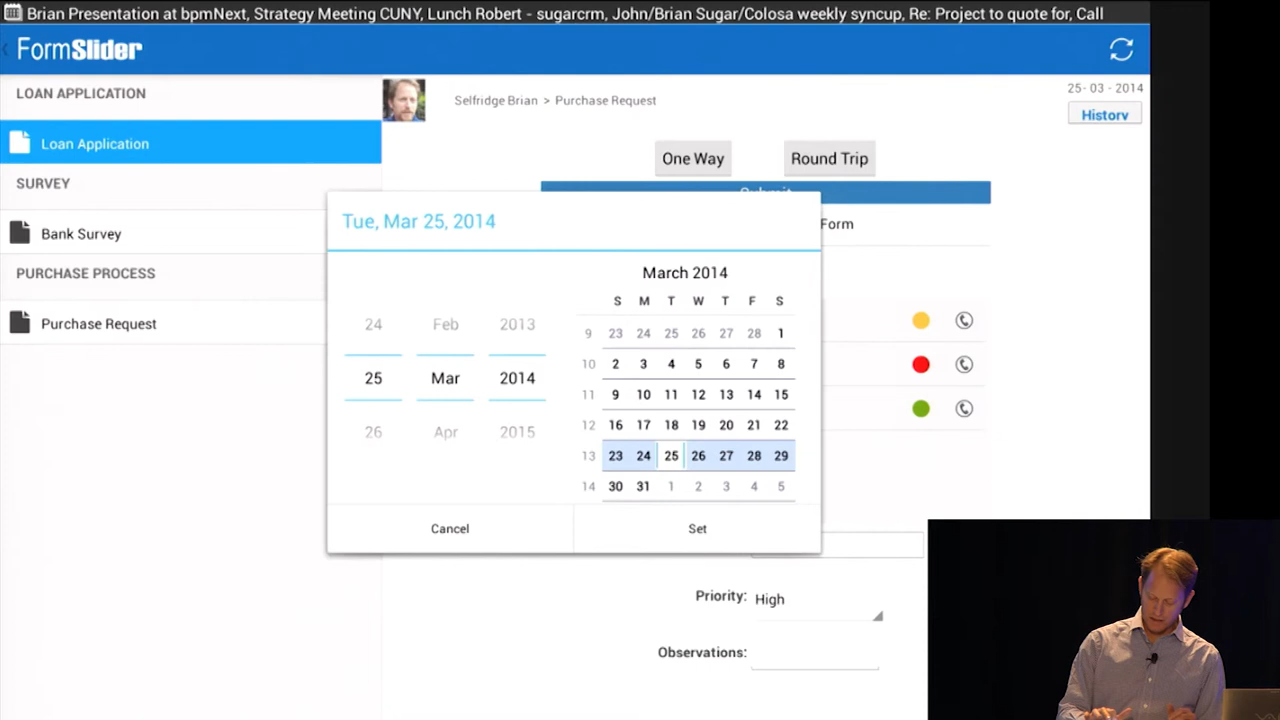 Brian Presentation at bpmNext, Strategy Meeting CUNY, Lunch Robert - sugarcrm, John/Brian Sugar/Colosa weekly syncup, Re: Project to quote for, Call
FormSlider
LOAN APPLICATION
Loan Application
SURVEY
Bank Survey
PURCHASE PROCESS
Purchase Request
Selfridge Brian > Purchase Request
25- 03 - 2014
History
One Way
Round Trip
Submit
Form
Tue, Mar 25, 2014
24 Feb 2013
25 Mar 2014
26 Apr 2015
March 2014
S M T W T F S
9 23 24 25 26 27 28 1
10 2 3 4 5 6 7 8
11 9 10 11 12 13 14 15
12 16 17 18 19 20 21 22
13 23 24 25 26 27 28 29
14 30 31 1 2 3 4 5
Cancel
Set
Priority: High
Observations: